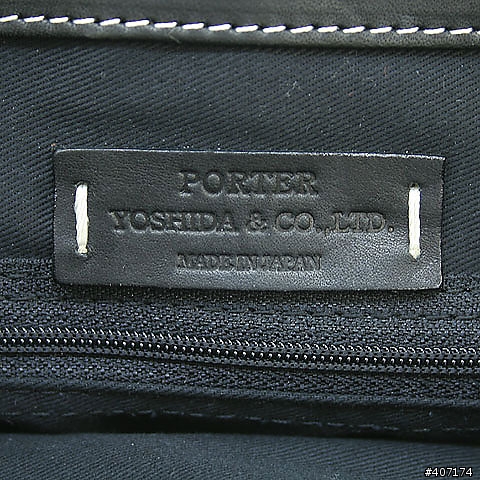 PORTER
YOSHIDA & CO., LTD.
MADE IN JAPAN
#407174